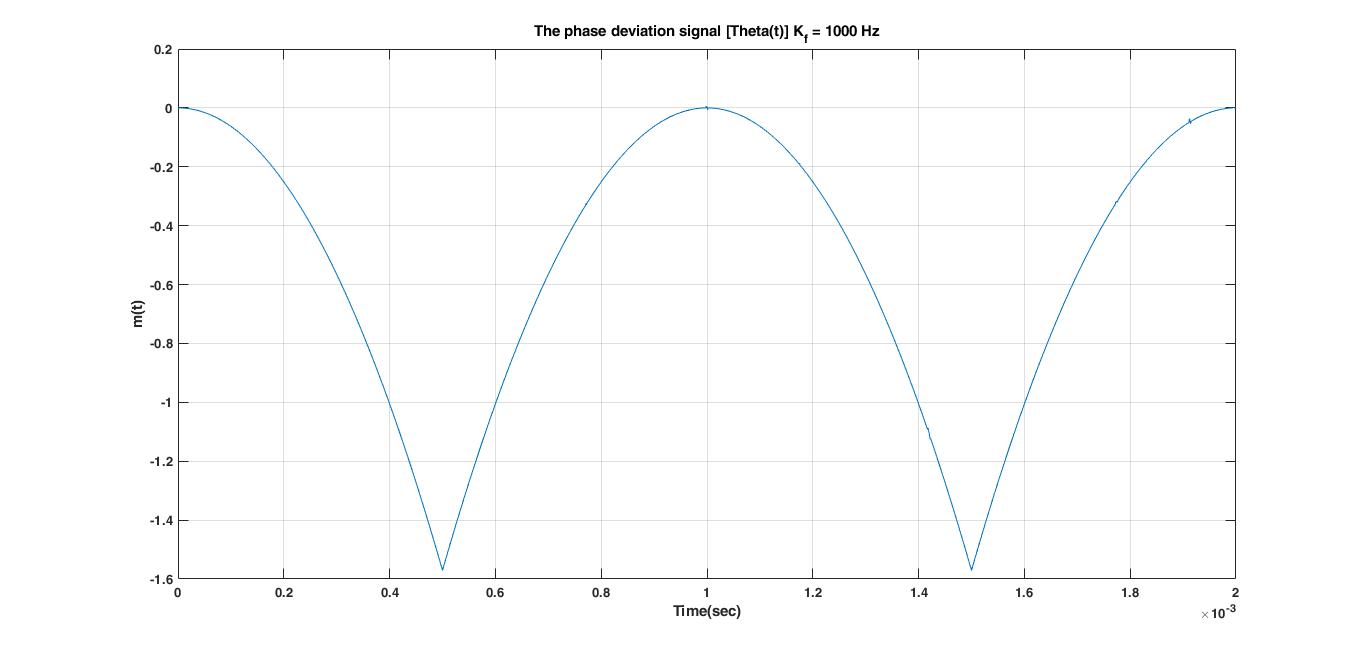 The phase deviation signal [Theta(t)] K_f = 1000 Hz
0.2
0
-0.2
-0.4
-0.6
-0.8
-1
-1.2
-1.4
-1.6
m(t)
0 0.2 0.4 0.6 0.8 1 1.2 1.4 1.6 1.8 2
Time(sec)
×10^-3